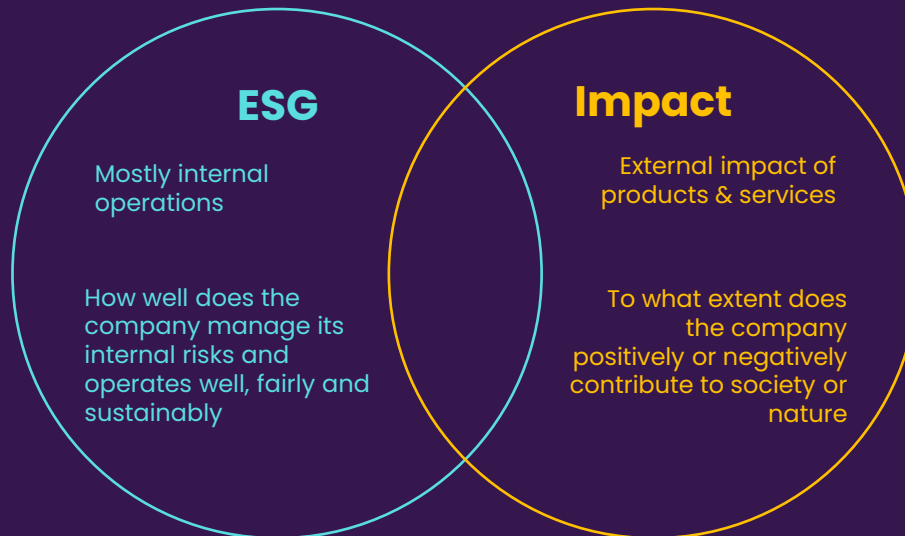 ESG
Mostly internal
operations
How well does the
company manage its
internal risks and
operates well, fairly and
sustainably
Impact
External impact of
products & services
To what extent does
the company
positively or negatively
contribute to society or
nature